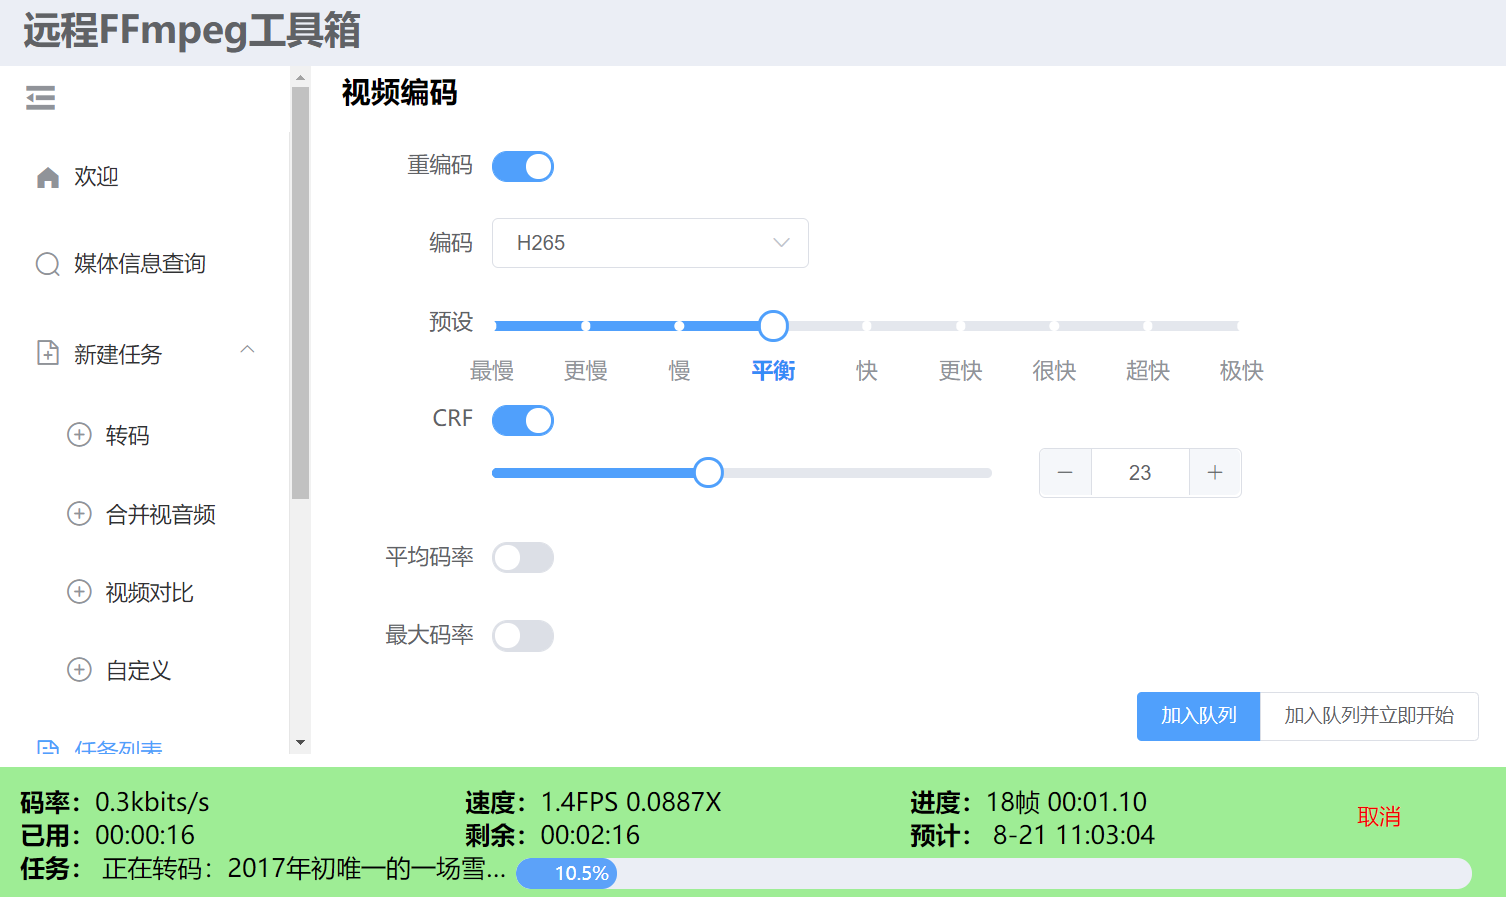 远程FFmpeg工具箱
欢迎
媒体信息查询
新建任务
转码
合并视音频
视频对比
自定义
任务列表
视频编码
重编码
编码 H265
预设
最慢 更慢 慢 平衡 快 更快 很快 超快 极快
CRF
23
平均码率
最大码率
加入队列 加入队列并立即开始
码率：0.3kbits/s 速度：1.4FPS 0.0887X 进度：18帧 00:01.10
取消
已用：00:00:16 剩余：00:02:16 预计： 8-21 11:03:04
任务： 正在转码：2017年初唯一的一场雪... 10.5%